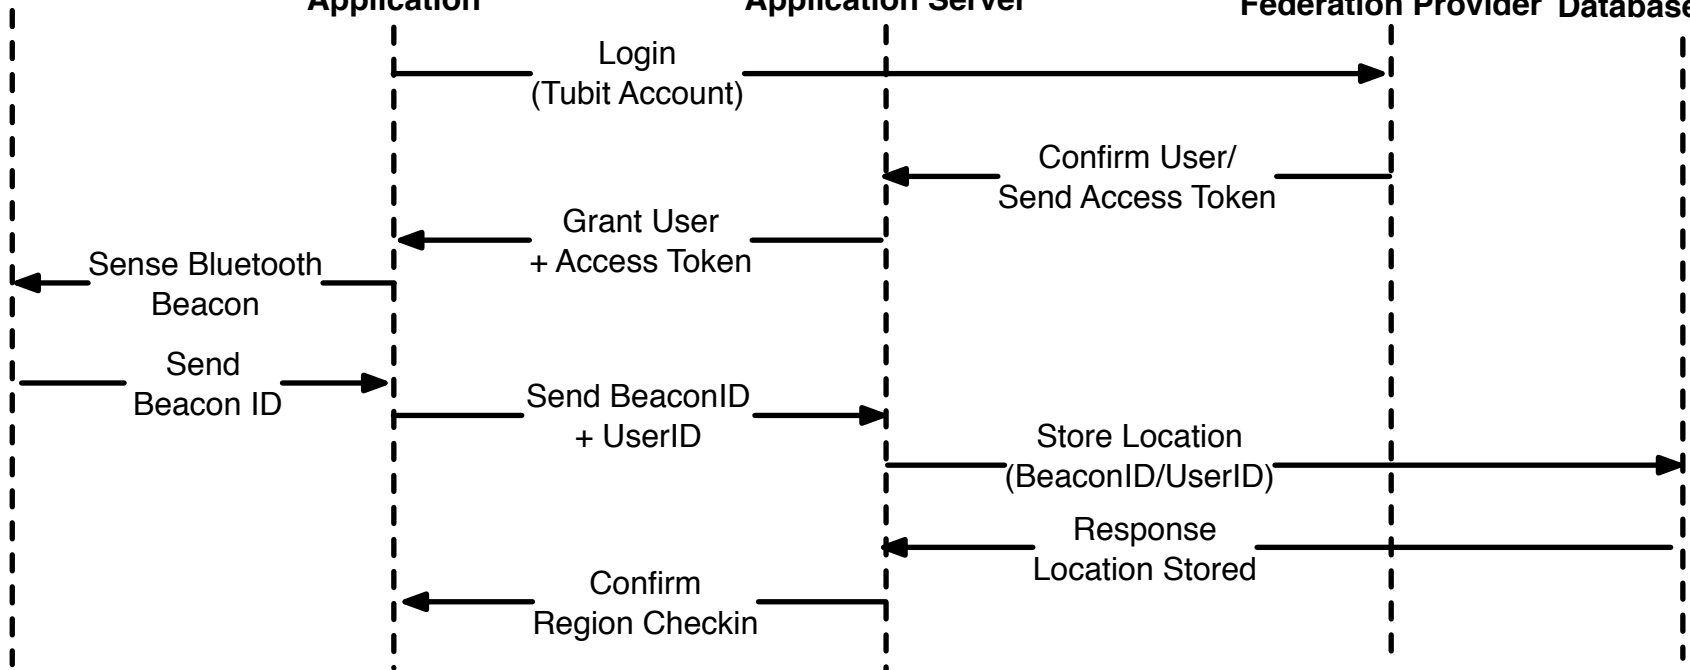 Application Application Server Federation Provider Database
Login
(Tubit Account)
Confirm User/
Send Access Token
Grant User
+ Access Token
Sense Bluetooth
Beacon
Send
Beacon ID
Send BeaconID
+ UserID
Store Location
(BeaconID/UserID)
Response
Location Stored
Confirm
Region Checkin